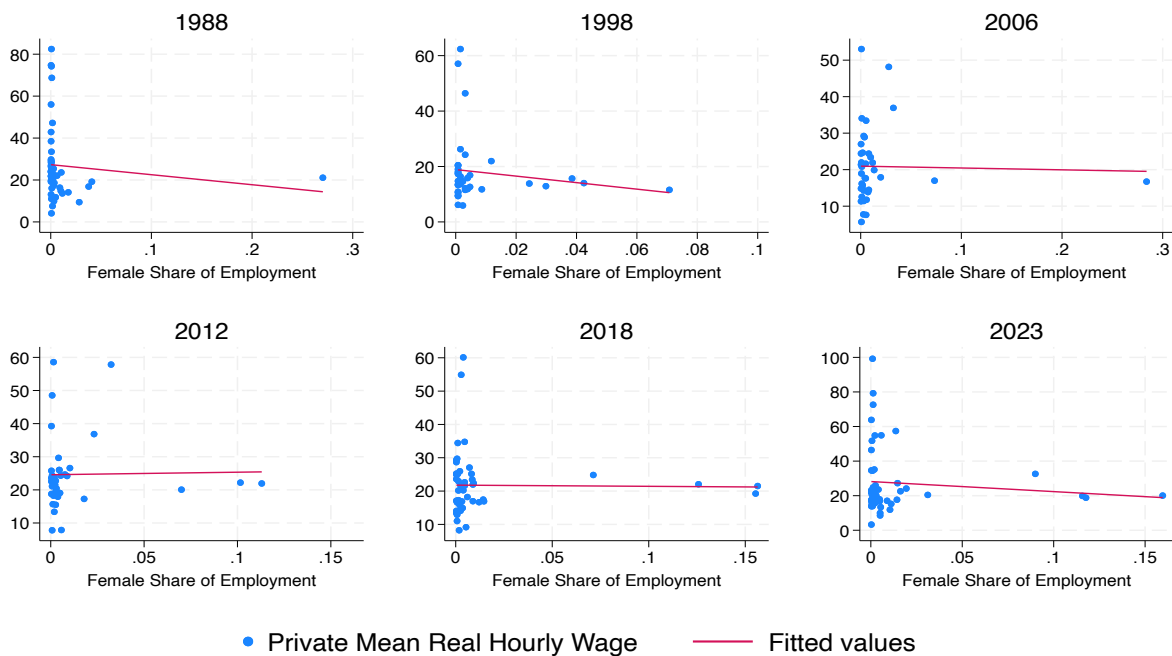 1988
80
60
40
20
0
0 .1 .2 .3
Female Share of Employment
1998
60
40
20
0
0 .02 .04 .06 .08 .1
Female Share of Employment
2006
50
40
30
20
10
0 .1 .2 .3
Female Share of Employment
2012
60
50
40
30
20
10
0 .05 .1 .15
Female Share of Employment
2018
60
50
40
30
20
10
0 .05 .1 .15
Female Share of Employment
2023
100
80
60
40
20
0
0 .05 .1 .15
Female Share of Employment
Private Mean Real Hourly Wage Fitted values